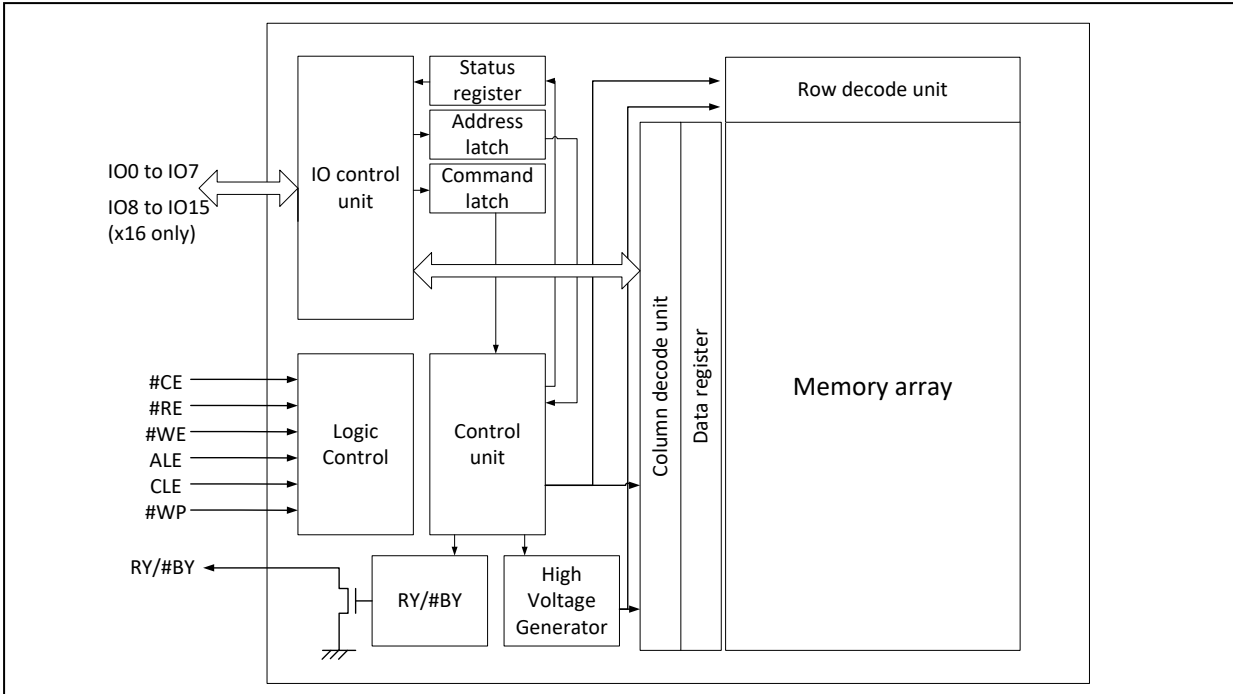 Status
register
Address
latch
Command
latch
Row decode unit
IO0 to IO7
IO8 to IO15
(x16 only)
IO control
unit
Column decode unit
Data register
Memory array
#CE
#RE
#WE
ALE
CLE
#WP
Logic
Control
Control
unit
RY/#BY
RY/#BY
High
Voltage
Generator